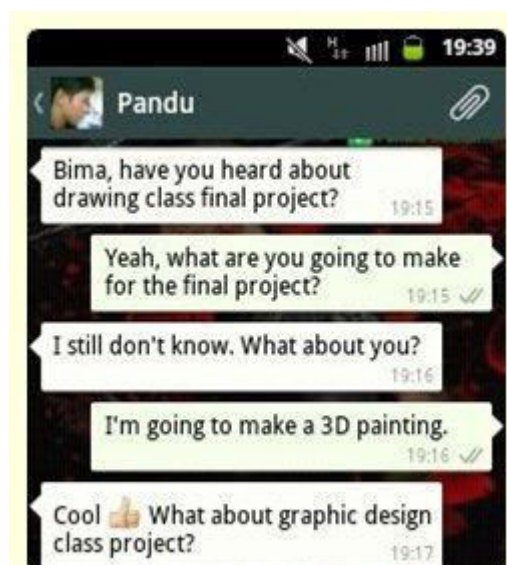 19:39
Pandu
Bima, have you heard about
drawing class final project?
19:15
Yeah, what are you going to make
for the final project?
19:15
I still don't know. What about you?
19:16
I'm going to make a 3D painting.
19:16
Cool 👍 What about graphic design
class project?
19:17